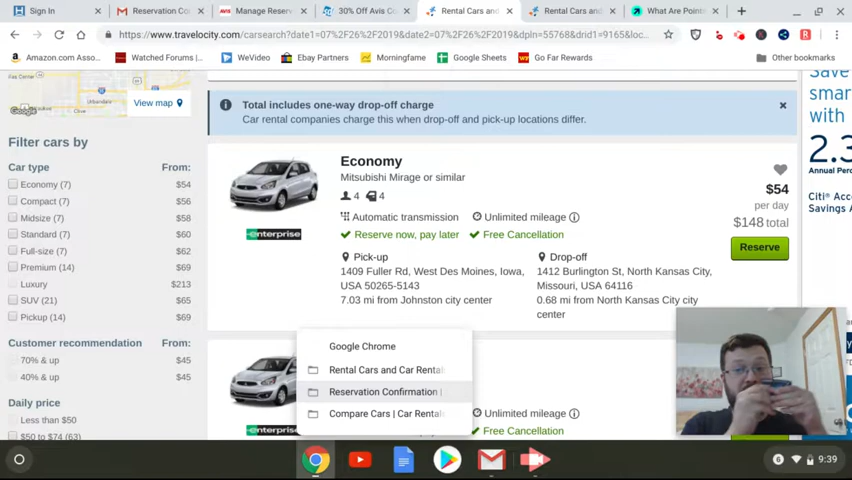 Sign In
Reservation Co
Manage Reserv
30% Off Avis Co
Rental Cars and
Rental Cars and
What Are Point
https://www.travelocity.com/carsearch?date1=07%2F26%2F2019&date2=07%2F26%2F2019&dpln=55768&drid1=9165&loc...
Amazon.com Asso...
Watched Forums |...
WeVideo
Ebay Partners
Morningfame
Google Sheets
Go Far Rewards
Other bookmarks
Urbandale
Clive
Google
View map
Total includes one-way drop-off charge
Car rental companies charge this when drop-off and pick-up locations differ.
Filter cars by
Car type From:
Economy (7) $54
Compact (7) $56
Midsize (7) $58
Standard (7) $60
Full-size (7) $62
Premium (14) $69
Luxury $213
SUV (21) $65
Pickup (14) $69
Customer recommendation From:
70% & up $45
40% & up $45
Daily price
Less than $50
$50 to $74 (63)
Economy
Mitsubishi Mirage or similar
4 4
Automatic transmission
Unlimited mileage
Reserve now, pay later
Free Cancellation
enterprise
Pick-up
1409 Fuller Rd, West Des Moines, Iowa,
USA 50265-5143
7.03 mi from Johnston city center
Drop-off
1412 Burlington St, North Kansas City,
Missouri, USA 64116
0.68 mi from North Kansas City city
center
$54
per day
$148 total
Reserve
Save
smar
with
2.3
Annual Perc
Citi® Acce
Savings A
Google Chrome
Rental Cars and Car Renta
Reservation Confirmation |
Compare Cars | Car Renta
Unlimited mileage
Free Cancellation
enterprise
6
9:39